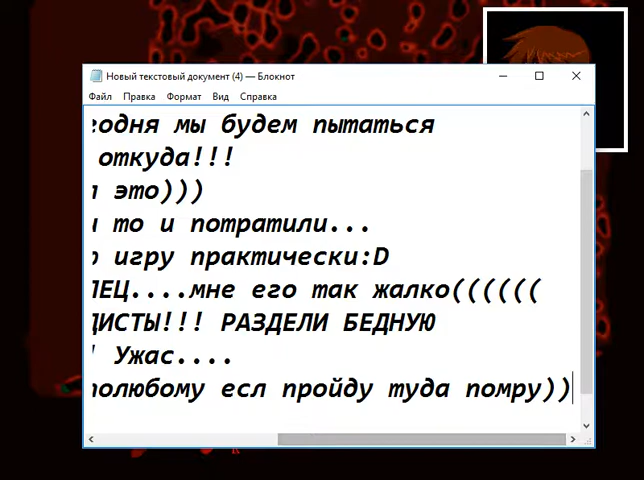 Новый текстовый документ (4) — Блокнот
Файл Правка Формат Вид Справка
одня мы будем пытаться
откуда!!!
это)))
то и потратили...
игру практически:D
ЕЦ....мне его так жалко((((((
ИСТЫ!!! РАЗДЕЛИ БЕДНУЮ
Ужас....
олюбому есл пройду туда помру))